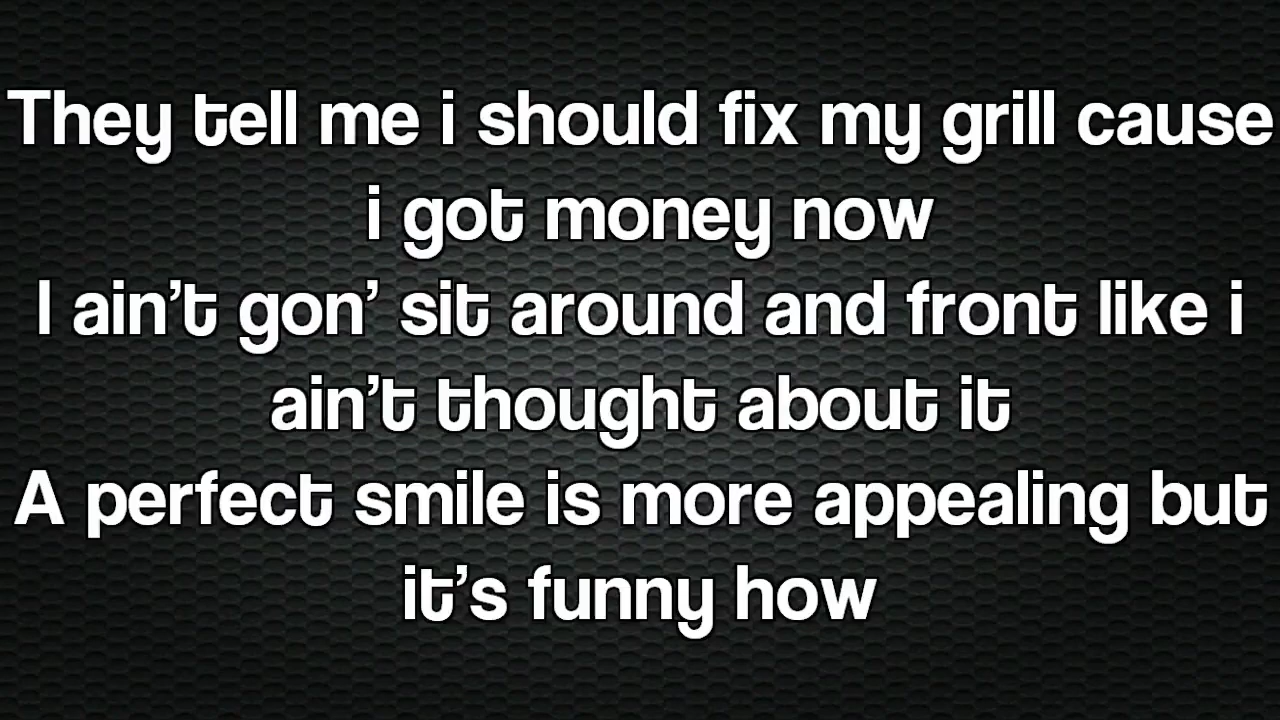 They tell me i should fix my grill cause
i got money now
I ain't gon' sit around and front like i
ain't thought about it
A perfect smile is more appealing but
it's funny how